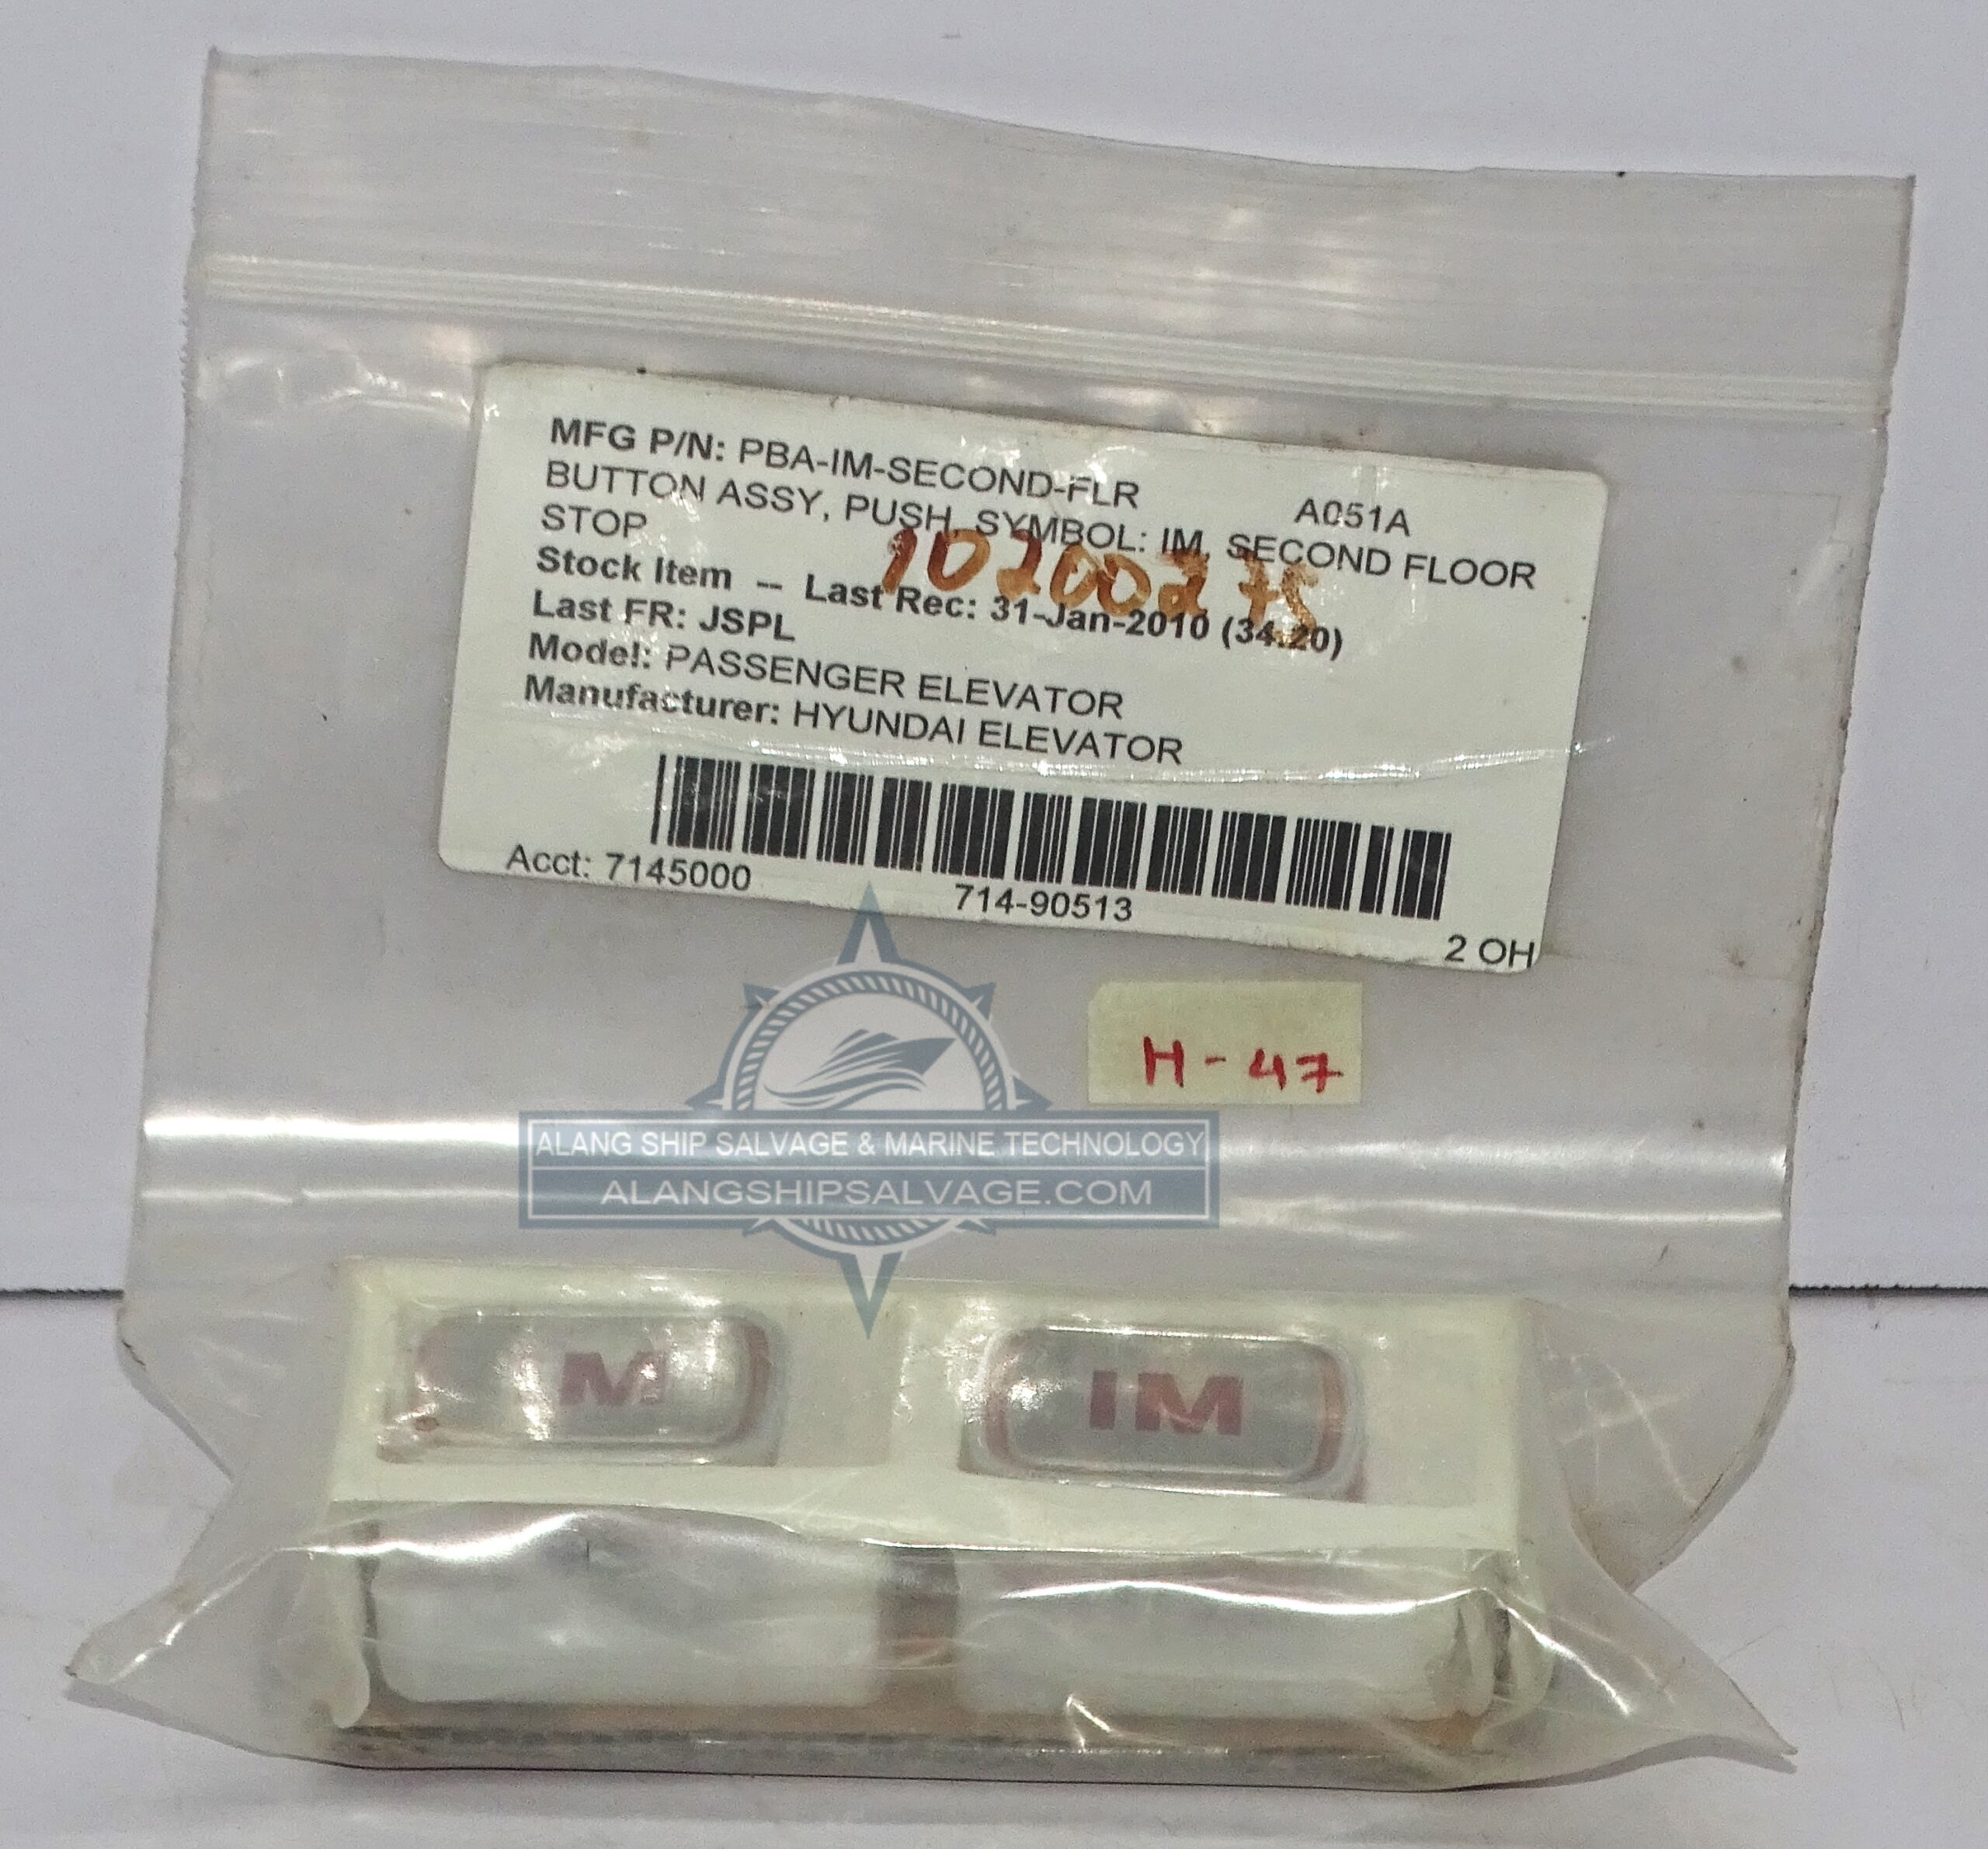 MFG P/N: PBA-IM-SECOND-FLR A051A
BUTTON ASSY, PUSH, SYMBOL: IM, SECOND FLOOR
STOP
10200275
Stock Item -- Last Rec: 31-Jan-2010 (34.20)
Last FR: JSPL
Model: PASSENGER ELEVATOR
Manufacturer: HYUNDAI ELEVATOR
Acct: 7145000
714-90513
2 OH
H-47
ALANG SHIP SALVAGE & MARINE TECHNOLOGY
ALANGSHIPSALVAGE.COM
M
IM